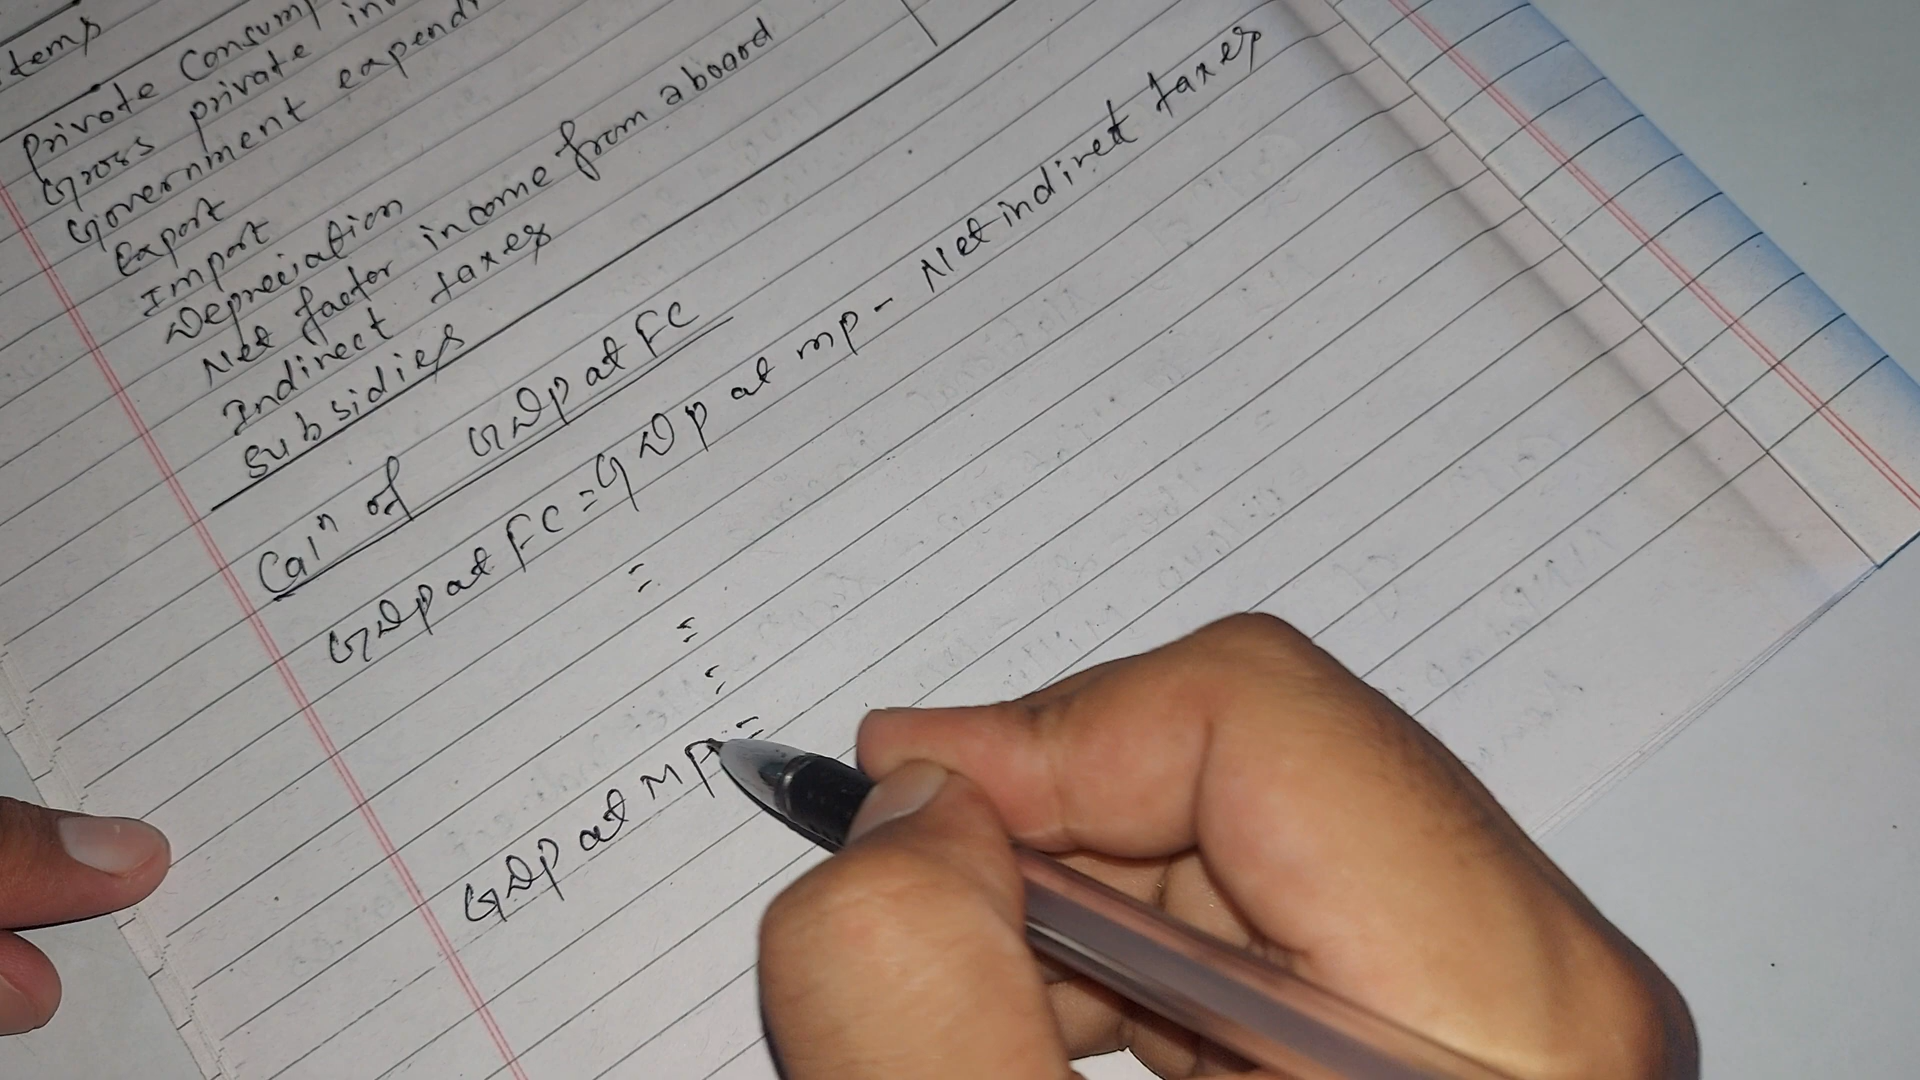 Items
Private Consump
Gross private inv
Government expendi
Export
Import
Depreciation
Net factor income from aboard
Indirect taxes
subsidies
Calⁿ of GDP at FC
GDP at FC = GDP at mp - Net indirect taxes
=
=
=
GDP at MP =